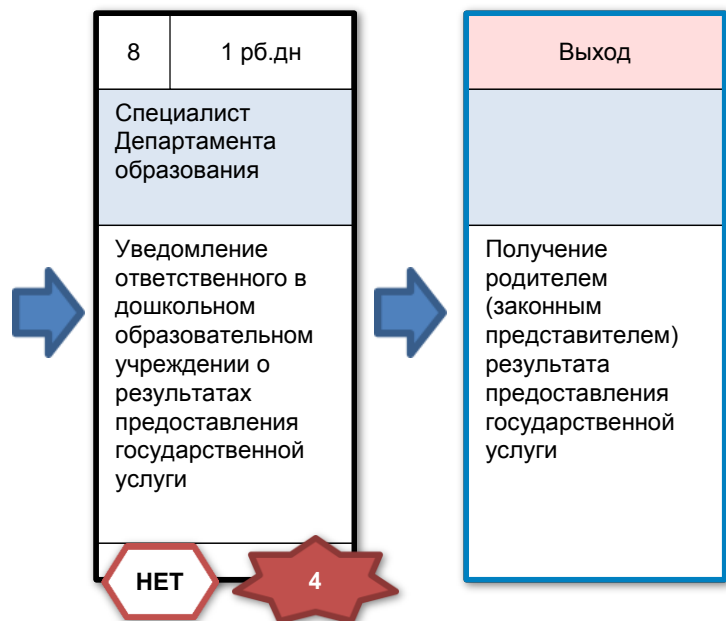 8
1 рб.дн
Специалист
Департамента
образования
Уведомление
ответственного в
дошкольном
образовательном
учреждении о
результатах
предоставления
государственной
услуги
НЕТ
4
Выход
Получение
родителем
(законным
представителем)
результата
предоставления
государственной
услуги